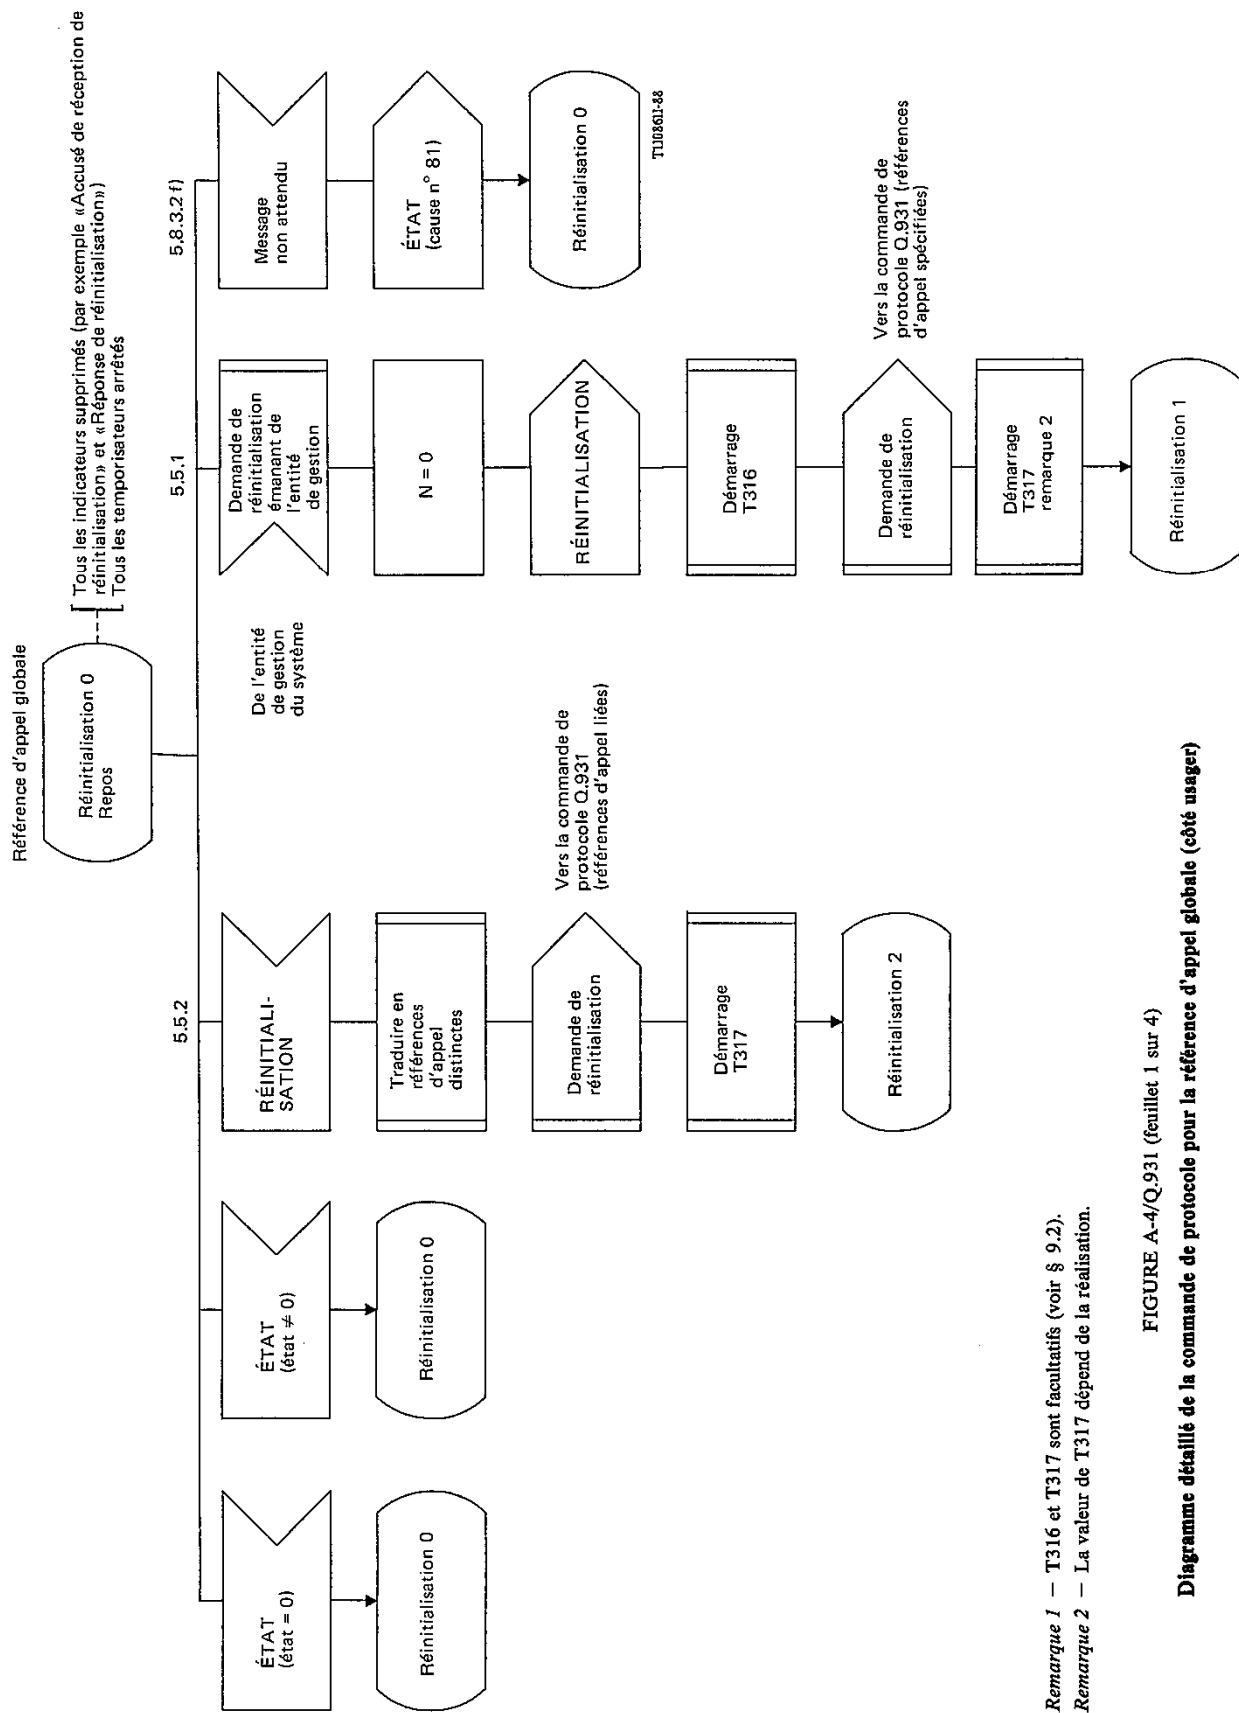 Référence d'appel globale
Réinitialisation 0
Repos
Tous les indicateurs supprimés (par exemple «Accusé de réception de
réinitialisation» et «Réponse de réinitialisation»)
Tous les temporisateurs arrêtés
ÉTAT
(état = 0)
Réinitialisation 0
ÉTAT
(état ≠ 0)
Réinitialisation 0
5.5.2
RÉINITIALI-
SATION
Traduire en
références
d'appel
distinctes
Demande de
réinitialisation
Vers la commande de
protocole Q.931
(références d'appel liées)
Démarrage
T317
Réinitialisation 2
5.5.1
De l'entité
de gestion
du système
Demande de
réinitialisation
émanant de
l'entité
de gestion
N = 0
RÉINITIALISATION
Démarrage
T316
Demande de
réinitialisation
Vers la commande de
protocole Q.931 (références
d'appel spécifiées)
Démarrage
T317
remarque 2
Réinitialisation 1
5.8.3.2 f)
Message
non attendu
ÉTAT
(cause n° 81)
Réinitialisation 0
T1108611-88
Remarque 1 — T316 et T317 sont facultatifs (voir § 9.2).
Remarque 2 — La valeur de T317 dépend de la réalisation.
FIGURE A-4/Q.931 (feuillet 1 sur 4)
Diagramme détaillé de la commande de protocole pour la référence d'appel globale (côté usager)